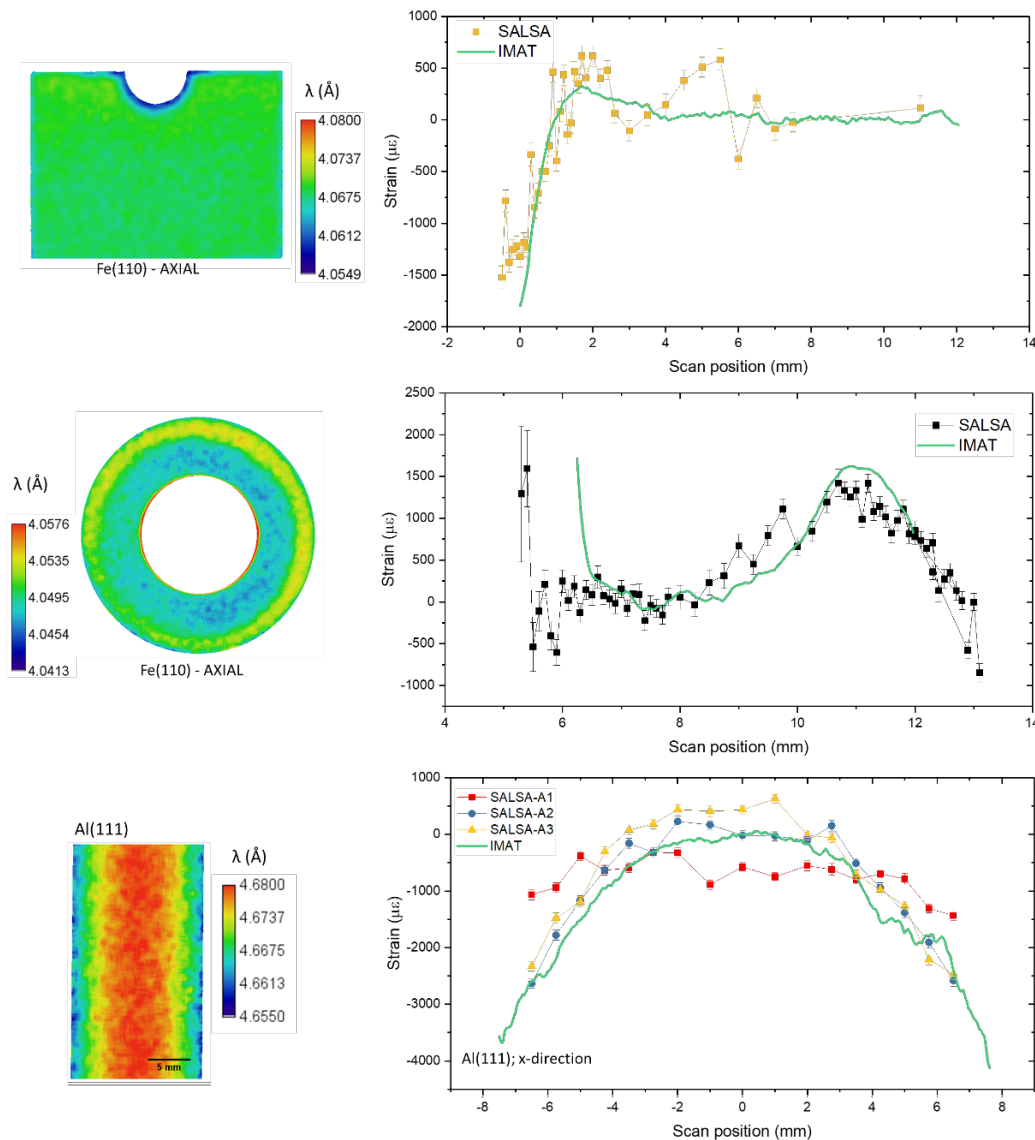 λ (Å)
4.0800
4.0737
4.0675
4.0612
4.0549
Fe(110) - AXIAL
1000
500
0
-500
-1000
-1500
-2000
Strain (με)
SALSA
IMAT
-2 0 2 4 6 8 10 12 14
Scan position (mm)
λ (Å)
4.0576
4.0535
4.0495
4.0454
4.0413
Fe(110) - AXIAL
2500
2000
1500
1000
500
0
-500
-1000
Strain (με)
SALSA
IMAT
4 6 8 10 12 14
Scan position (mm)
Al(111)
λ (Å)
4.6800
4.6737
4.6675
4.6613
4.6550
5 mm
1000
0
-1000
-2000
-3000
-4000
Strain (με)
SALSA-A1
SALSA-A2
SALSA-A3
IMAT
Al(111); x-direction
-8 -6 -4 -2 0 2 4 6 8
Scan position (mm)